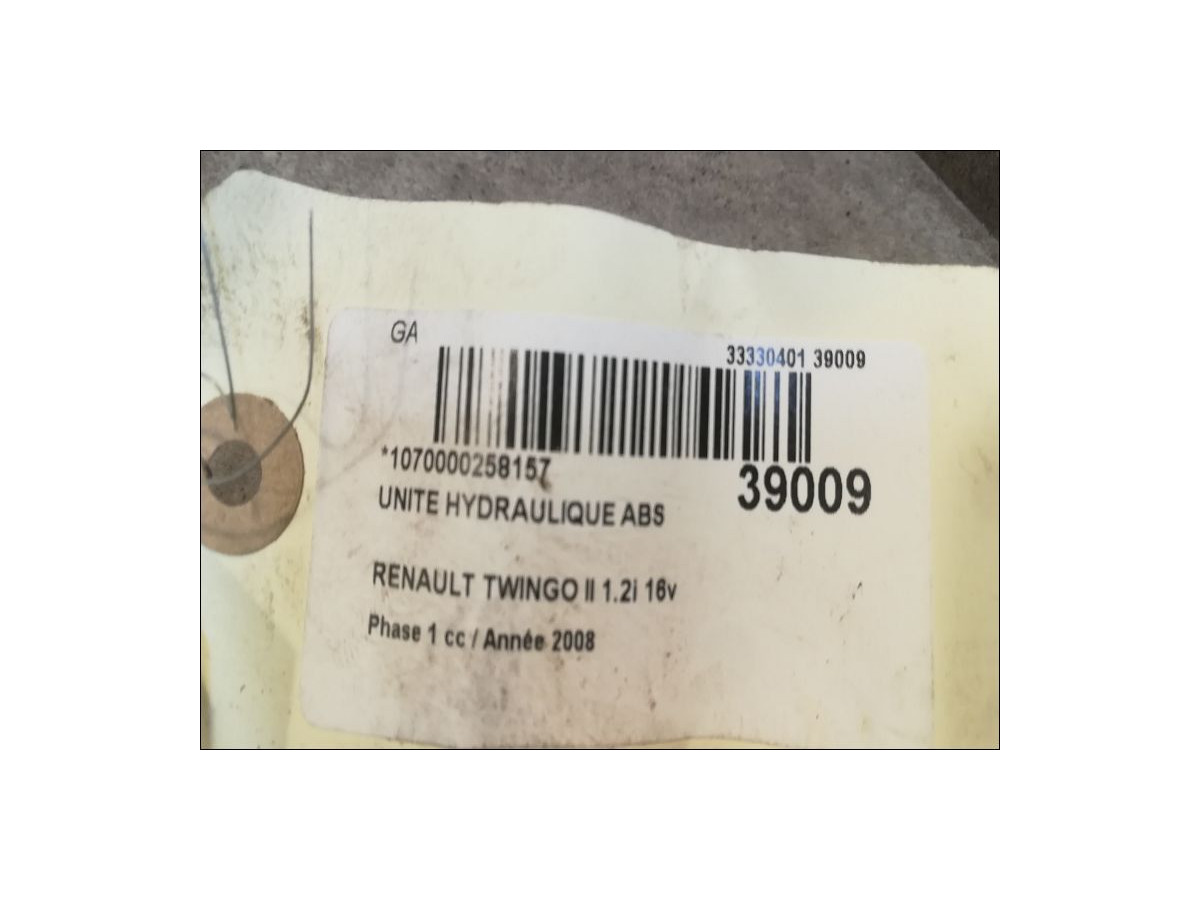 GA
33330401 39009
*1070000258157
39009
UNITE HYDRAULIQUE ABS
RENAULT TWINGO II 1.2i 16v
Phase 1 cc / Année 2008